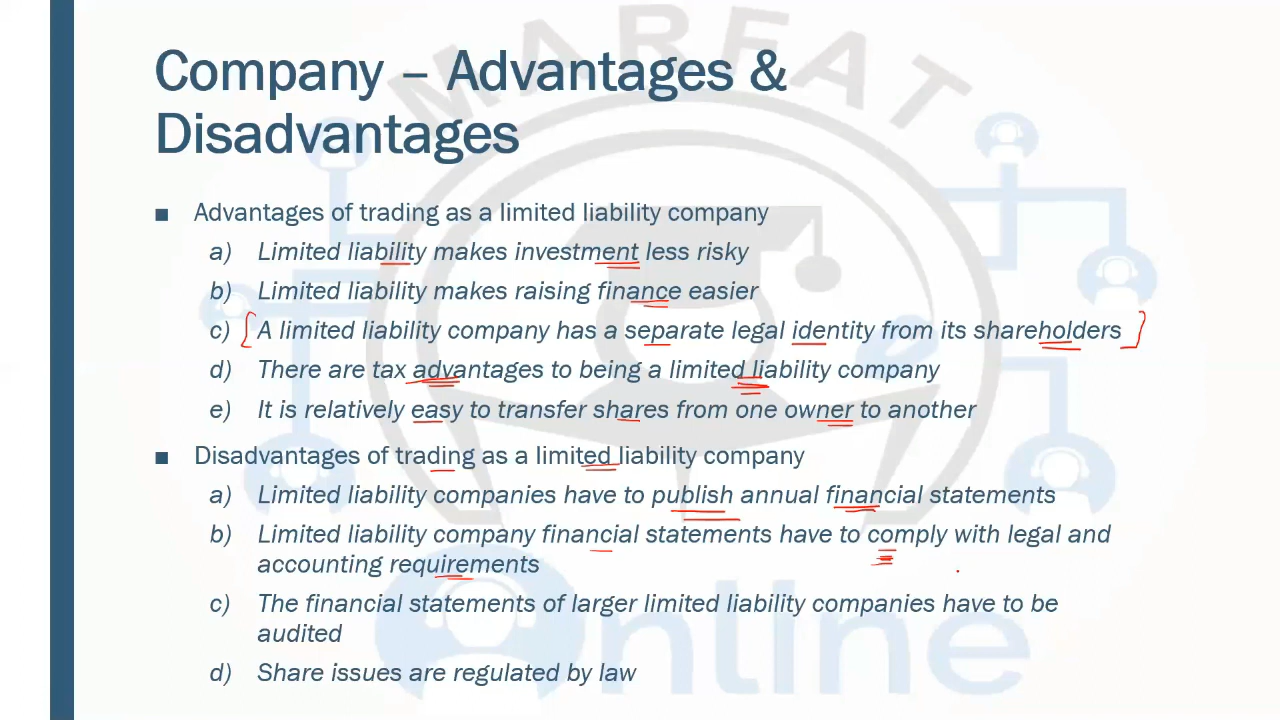 MARFAT
Company – Advantages &
Disadvantages
■ Advantages of trading as a limited liability company
a) Limited liability makes investment less risky
b) Limited liability makes raising finance easier
c) A limited liability company has a separate legal identity from its shareholders
d) There are tax advantages to being a limited liability company
e) It is relatively easy to transfer shares from one owner to another
■ Disadvantages of trading as a limited liability company
a) Limited liability companies have to publish annual financial statements
b) Limited liability company financial statements have to comply with legal and
accounting requirements
c) The financial statements of larger limited liability companies have to be
audited
d) Share issues are regulated by law
nline